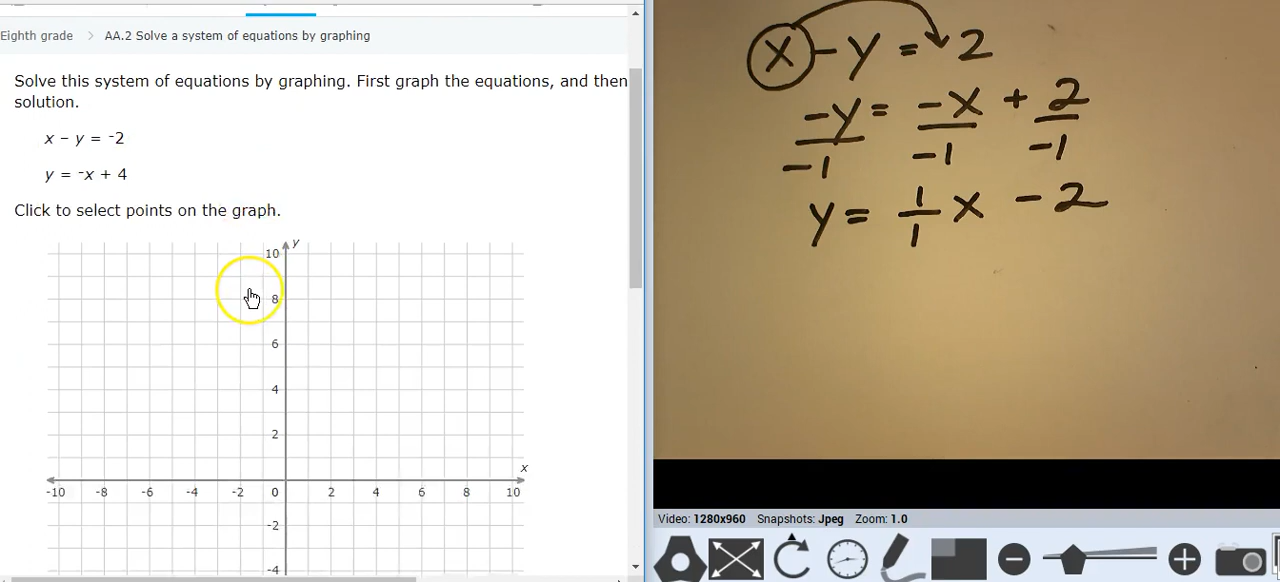 Eighth grade > AA.2 Solve a system of equations by graphing
Solve this system of equations by graphing. First graph the equations, and then
solution.
x − y = -2
y = -x + 4
Click to select points on the graph.
y
10
8
6
4
2
x
-10 -8 -6 -4 -2 0 2 4 6 8 10
-2
-4
x - y = 2
-y = -x + 2
-1 -1 -1
y = 1/1 x - 2
Video: 1280x960 Snapshots: Jpeg Zoom: 1.0